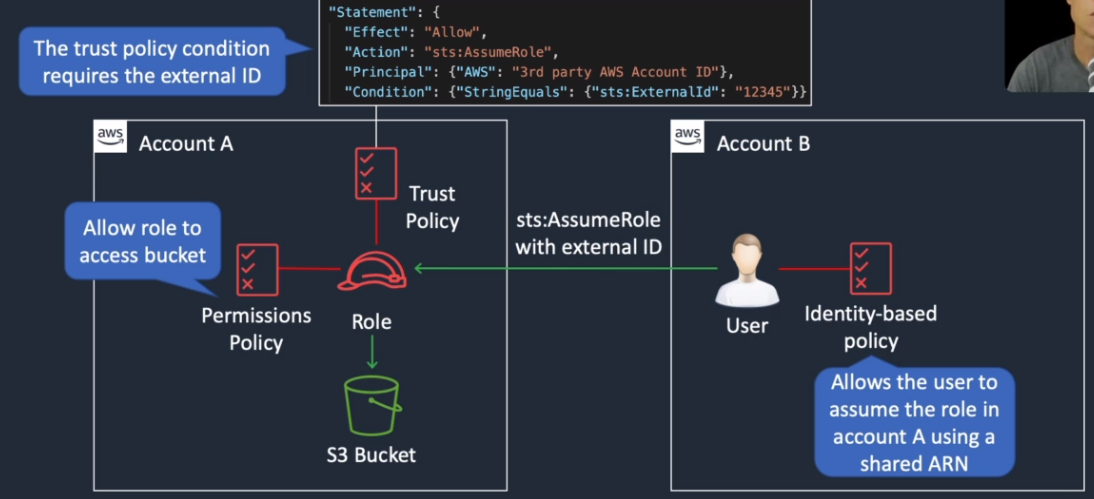 "Statement": {
"Effect": "Allow",
"Action": "sts:AssumeRole",
"Principal": {"AWS": "3rd party AWS Account ID"},
"Condition": {"StringEquals": {"sts:ExternalId": "12345"}}
The trust policy condition
requires the external ID
aws
Account A
Trust
Policy
Allow role to
access bucket
Permissions
Policy
Role
S3 Bucket
sts:AssumeRole
with external ID
aws
Account B
User
Identity-based
policy
Allows the user to
assume the role in
account A using a
shared ARN